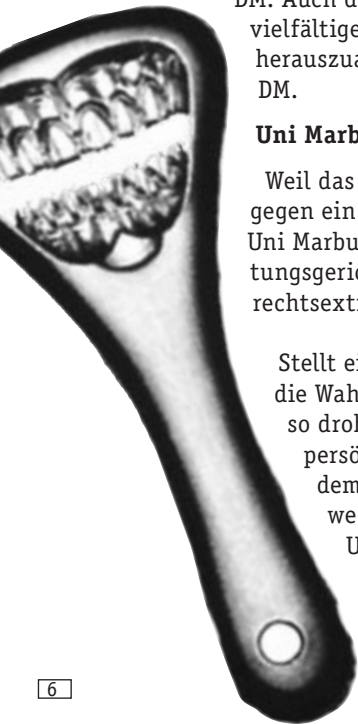 DM. Auch d
vielfältige
herauszua
DM.
Uni Marb
Weil das
gegen ein
Uni Marbu
tungsgeric
rechtsextr
Stellt ei
die Wah
so droh
persö
dem
we
U
6